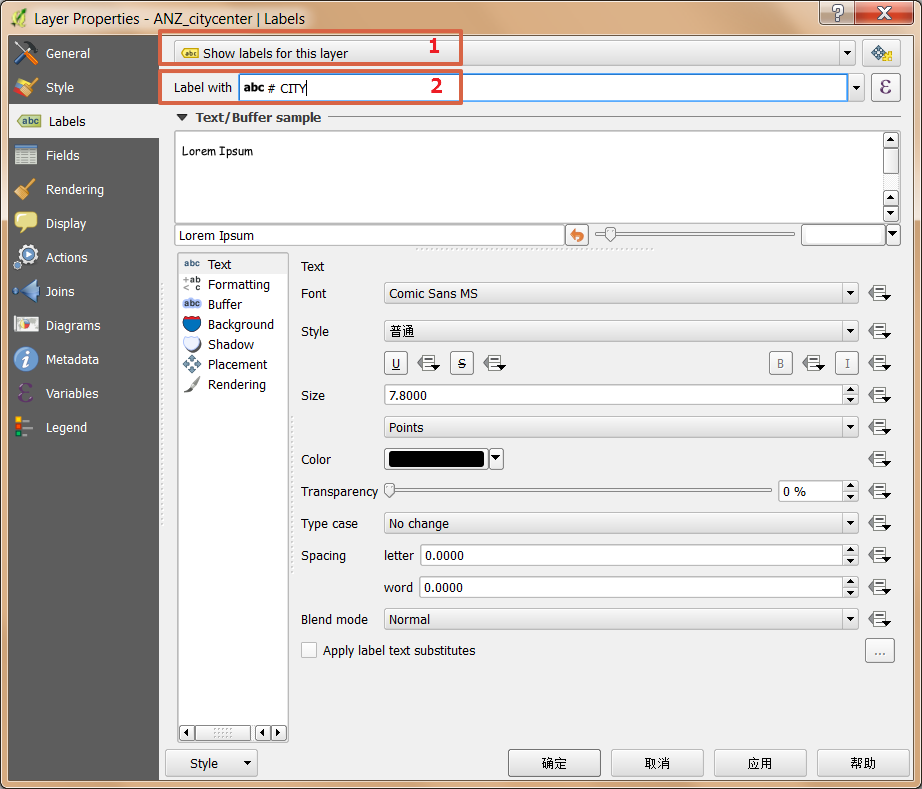 Layer Properties - ANZ_citycenter | Labels
General
Style
Labels
Fields
Rendering
Display
Actions
Joins
Diagrams
Metadata
Variables
Legend
abc Show labels for this layer 1
Label with abc # CITY 2 ε
Text/Buffer sample
Lorem Ipsum
Lorem Ipsum
abc Text
+ab < c Formatting
abc Buffer
Background
Shadow
Placement
Rendering
Text
Font Comic Sans MS
Style 普通
U S B I
Size 7.8000
Points
Color
Transparency 0 %
Type case No change
Spacing letter 0.0000
word 0.0000
Blend mode Normal
Apply label text substitutes ...
Style 确定 取消 应用 帮助